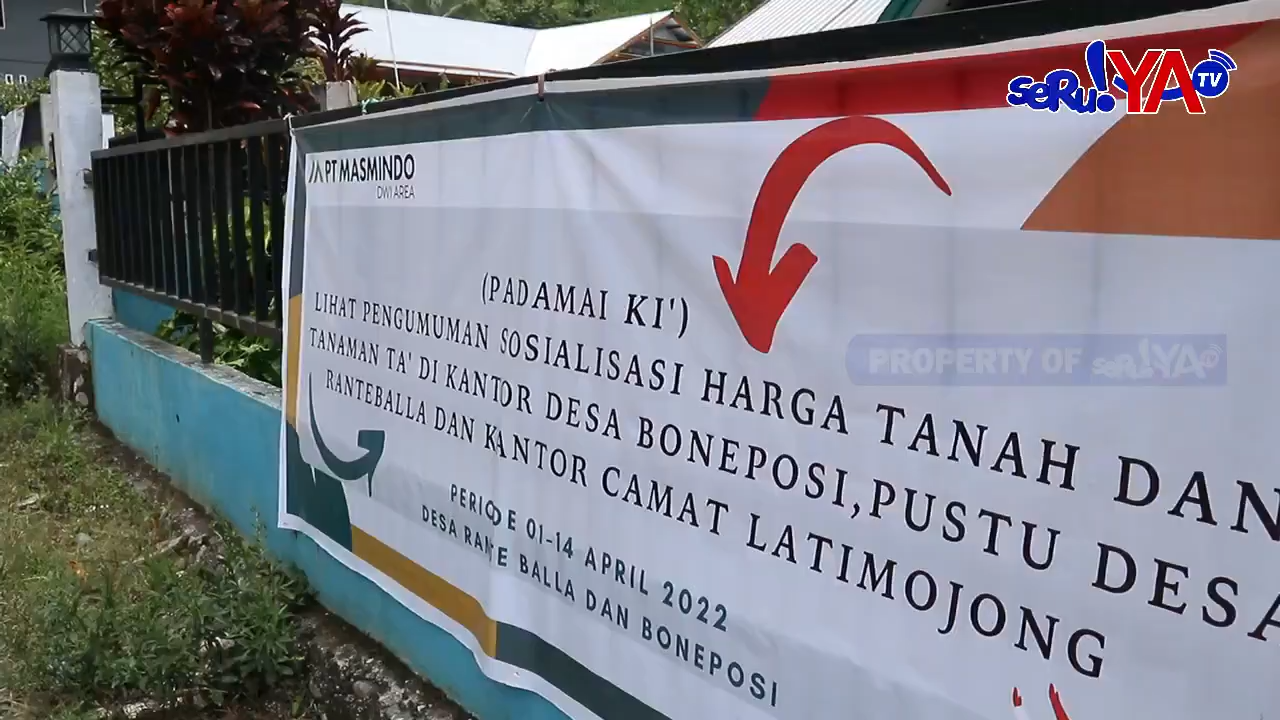 seRu!YA TV
PT MASMINDO
DWI AREA
(PADAMAI KI')
LIHAT PENGUMUMAN SOSIALISASI HARGA TANAH DAN
TANAMAN TA' DI KANTOR DESA BONEPOSI, PUSTU DESA
RANTEBALLA DAN KANTOR CAMAT LATIMOJONG
PERIODE 01-14 APRIL 2022
DESA RANTE BALLA DAN BONEPOSI
PROPERTY OF seRu!YA TV